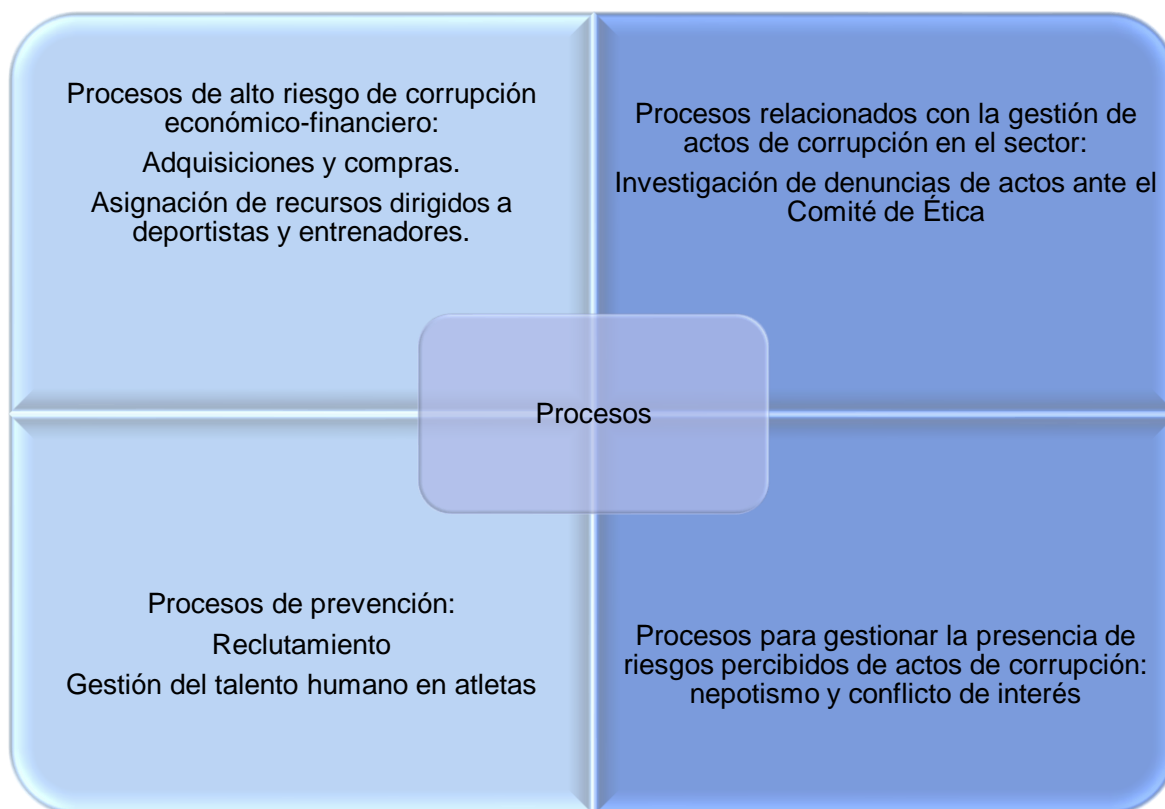 Procesos de alto riesgo de corrupción
económico-financiero:
Adquisiciones y compras.
Asignación de recursos dirigidos a
deportistas y entrenadores.
Procesos relacionados con la gestión de
actos de corrupción en el sector:
Investigación de denuncias de actos ante el
Comité de Ética
Procesos
Procesos de prevención:
Reclutamiento
Gestión del talento humano en atletas
Procesos para gestionar la presencia de
riesgos percibidos de actos de corrupción:
nepotismo y conflicto de interés